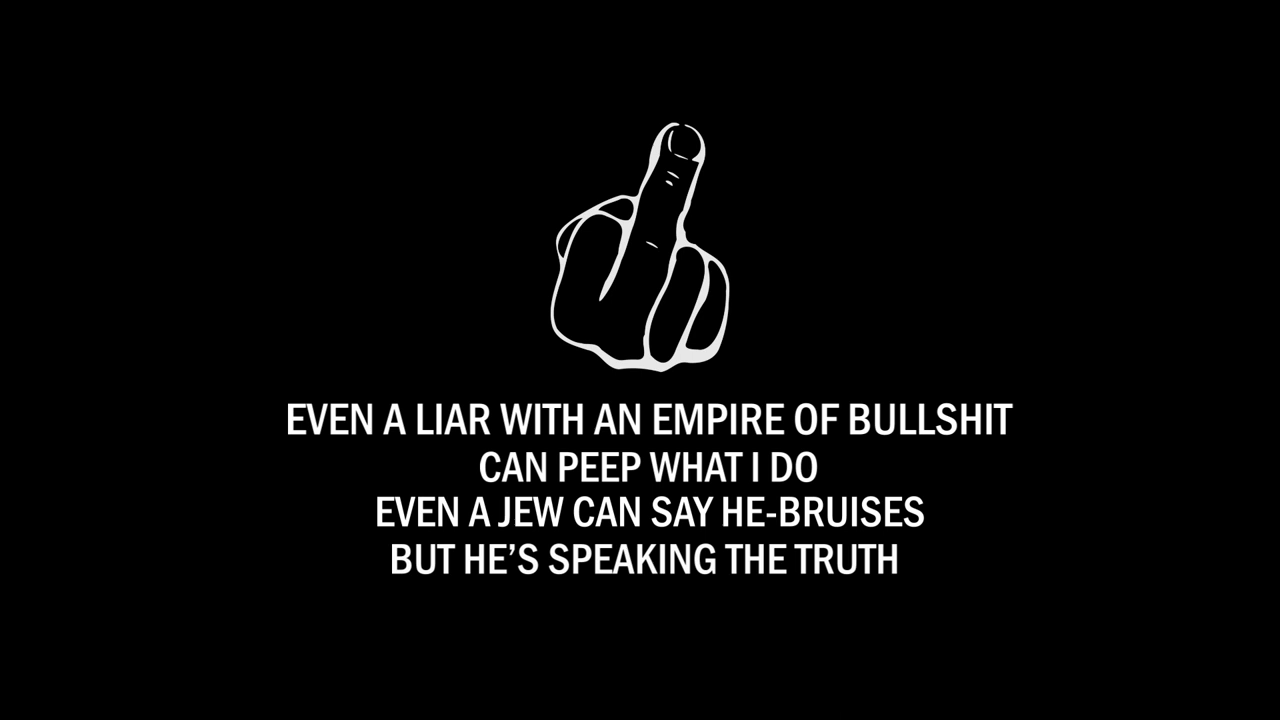 EVEN A LIAR WITH AN EMPIRE OF BULLSHIT
CAN PEEP WHAT I DO
EVEN A JEW CAN SAY HE-BRUISES
BUT HE’S SPEAKING THE TRUTH